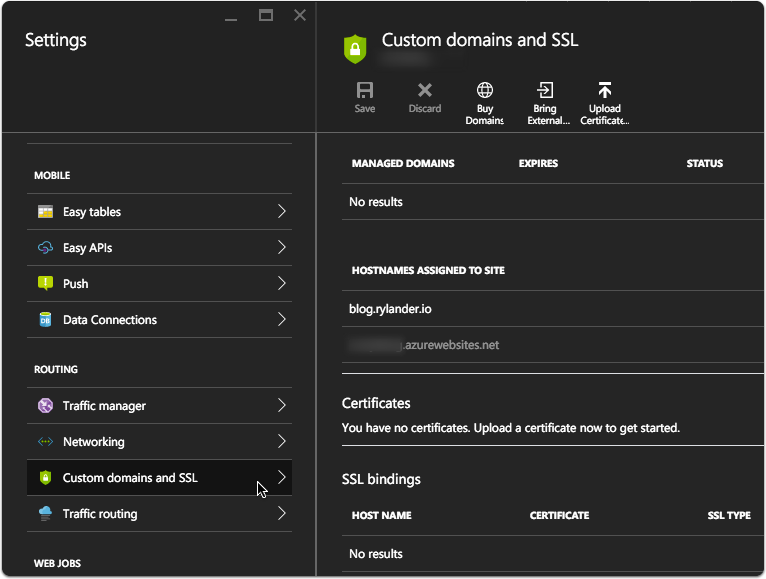 Settings
MOBILE
Easy tables
Easy APIs
Push
DB
Data Connections
ROUTING
Traffic manager
Networking
Custom domains and SSL
Traffic routing
WEB JOBS
Custom domains and SSL
Save
Discard
Buy Domains
Bring External...
Upload Certificate...
MANAGED DOMAINS EXPIRES STATUS
No results
HOSTNAMES ASSIGNED TO SITE
blog.rylander.io
.azurewebsites.net
Certificates
You have no certificates. Upload a certificate now to get started.
SSL bindings
HOST NAME CERTIFICATE SSL TYPE
No results